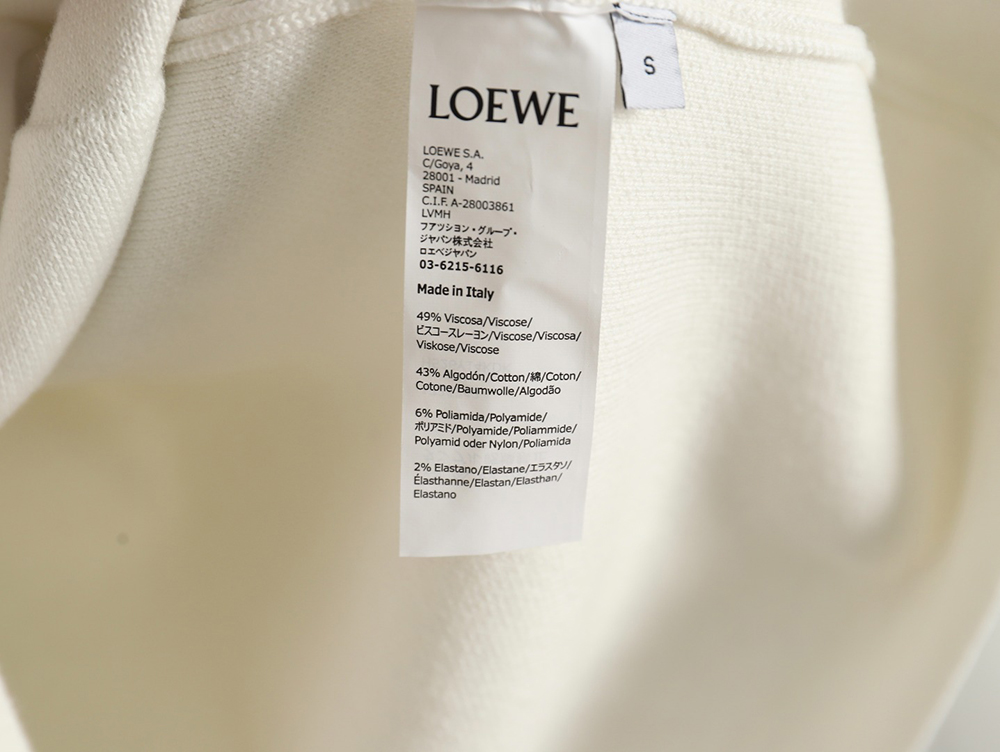 LOEWE
S
LOEWE S.A.
C/Goya, 4
28001 - Madrid
SPAIN
C.I.F. A-28003861
LVMH
ファッション・グループ・
ジャパン株式会社
ロエベジャパン
03-6215-6116
Made in Italy
49% Viscosa/Viscose/
ビスコースレーヨン/Viscose/Viscosa/
Viskose/Viscose
43% Algodón/Cotton/綿/Coton/
Cotone/Baumwolle/Algodão
6% Poliamida/Polyamide/
ポリアミド/Polyamide/Poliammide/
Polyamid oder Nylon/Poliamida
2% Elastano/Elastane/エラスタン/
Élasthanne/Elastan/Elasthan/
Elastano